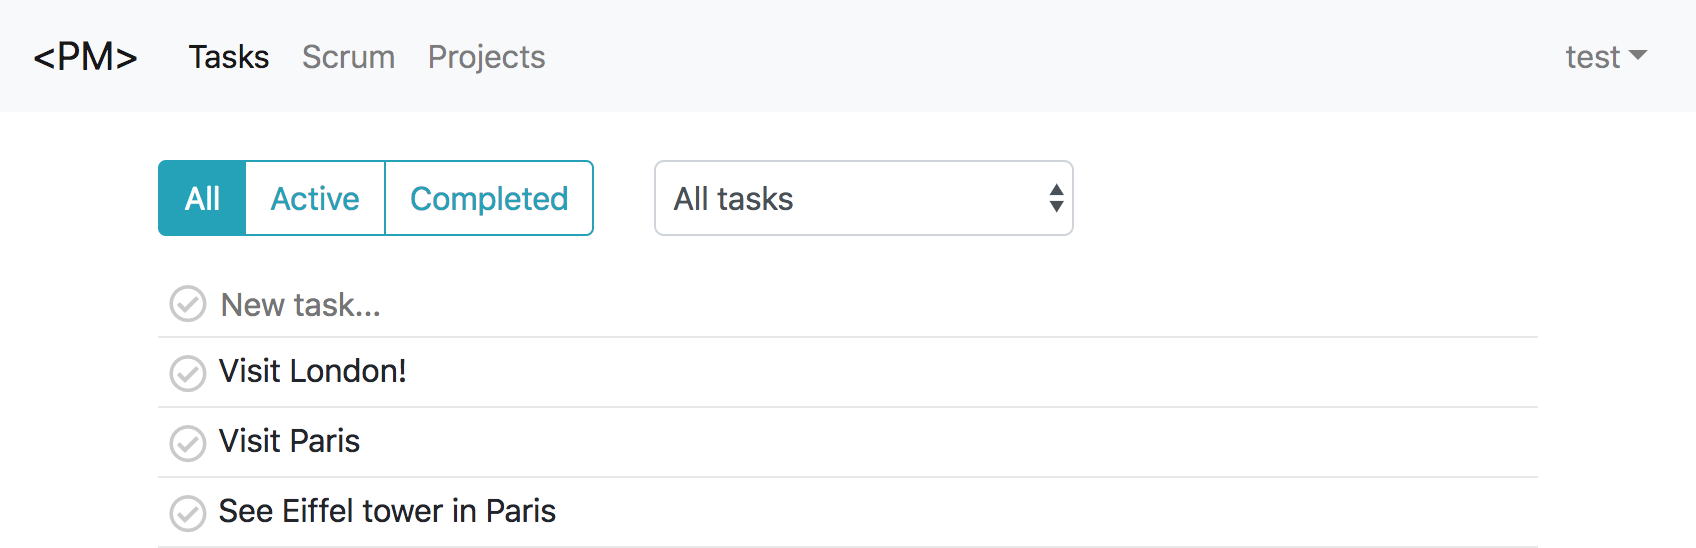 <PM> Tasks Scrum Projects test
All Active Completed All tasks
New task...
Visit London!
Visit Paris
See Eiffel tower in Paris